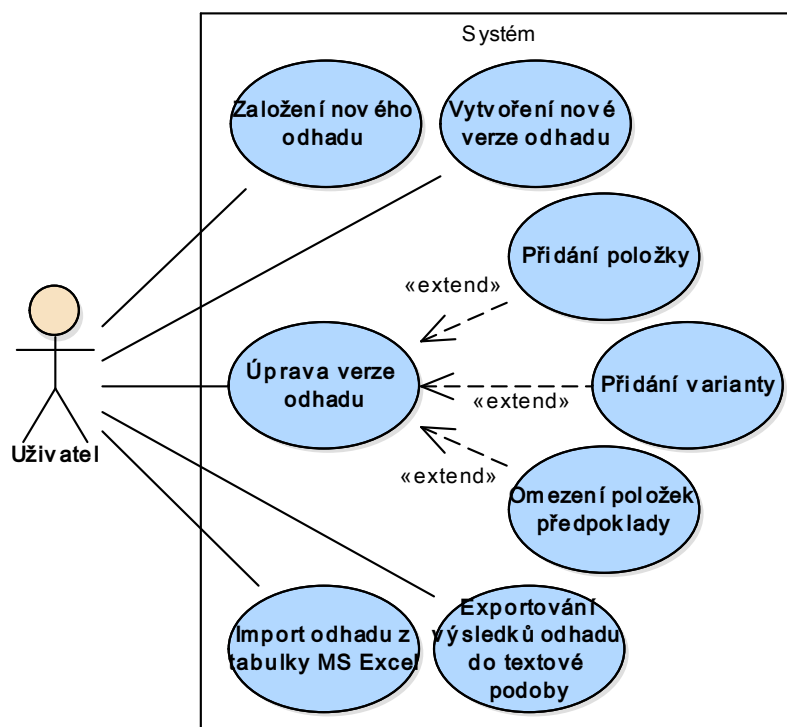 Systém
Založení nového
odhadu
Vytvoření nové
verze odhadu
Přidání položky
«extend»
Úprava verze
odhadu
«extend»
Přidání varianty
Uživatel
«extend»
Omezení položek
předpoklady
Import odhadu z
tabulky MS Excel
Exportování
výsledků odhadu
do textové
podoby